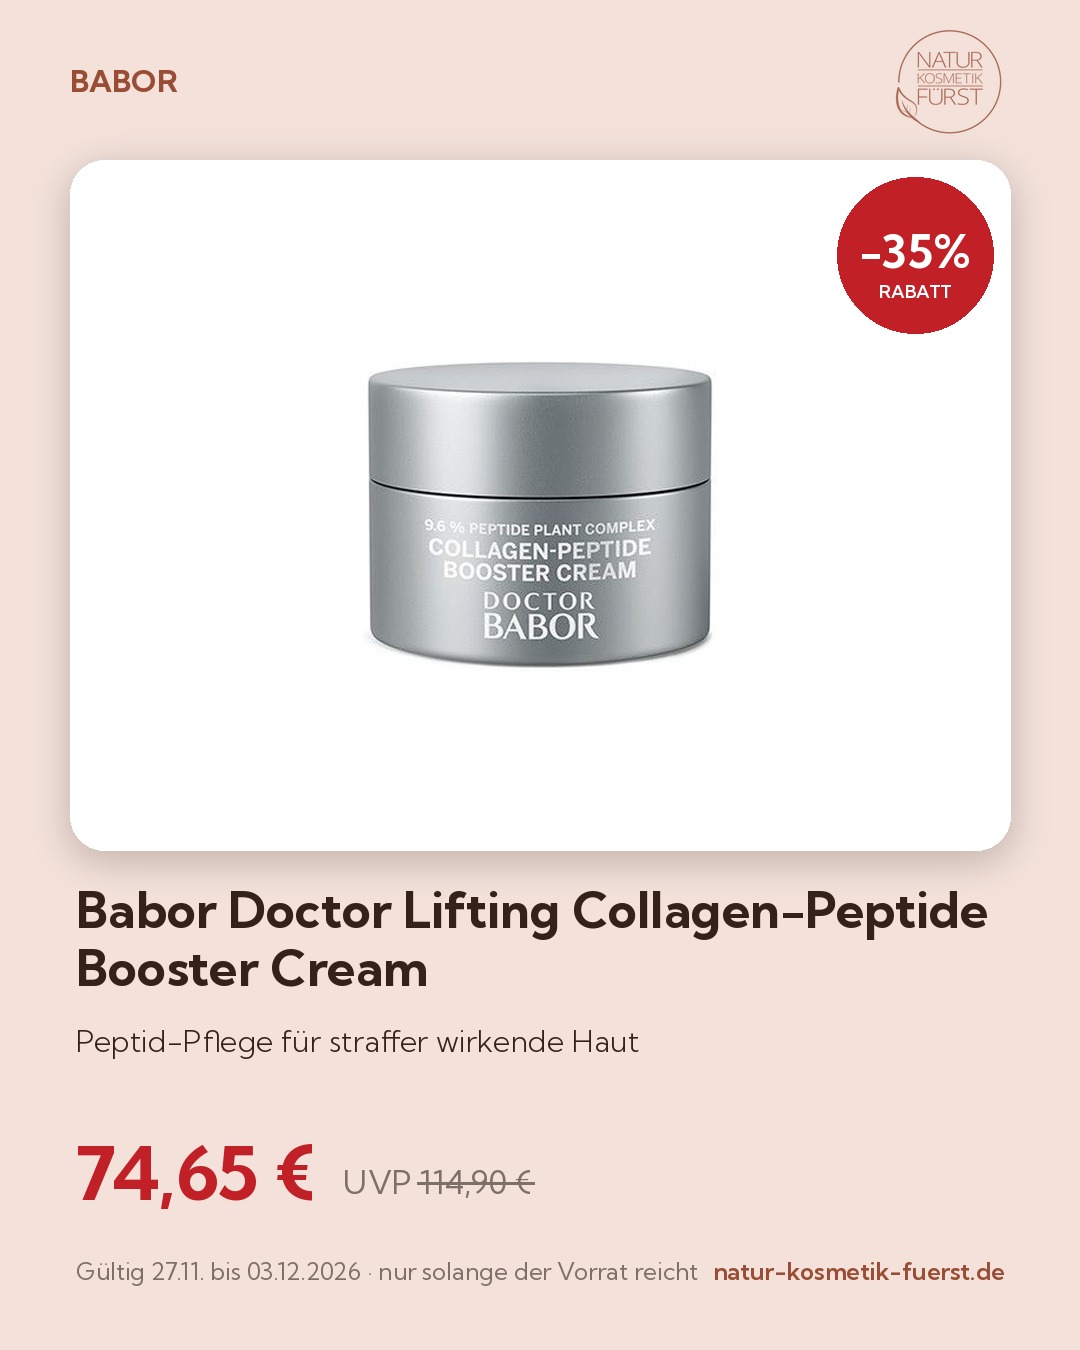 BABOR
NATUR
KOSMETIK
FÜRST
-35%
RABATT
9.6 % PEPTIDE PLANT COMPLEX
COLLAGEN-PEPTIDE
BOOSTER CREAM
DOCTOR
BABOR
Babor Doctor Lifting Collagen-Peptide
Booster Cream
Peptid-Pflege für straffer wirkende Haut
74,65 € UVP 114,90 €
Gültig 27.11. bis 03.12.2026 · nur solange der Vorrat reicht natur-kosmetik-fuerst.de